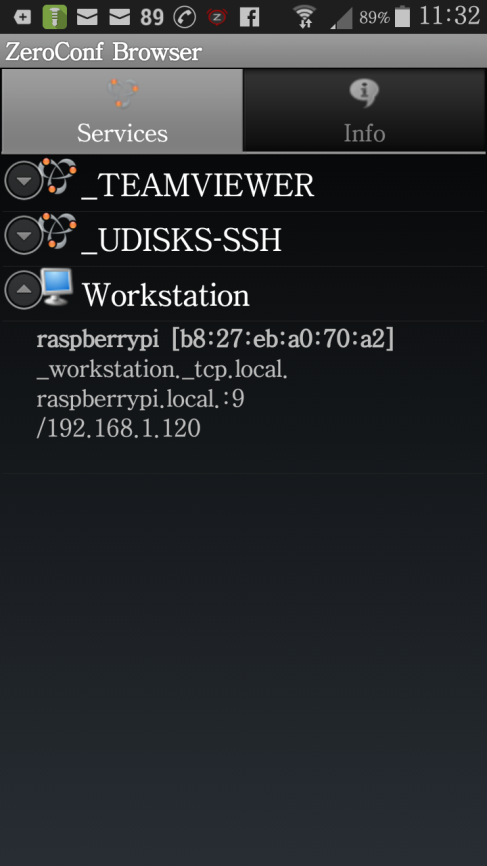 89 89% 11:32
ZeroConf Browser
Services Info
_TEAMVIEWER
_UDISKS-SSH
Workstation
raspberrypi [b8:27:eb:a0:70:a2]
_workstation._tcp.local.
raspberrypi.local.:9
/192.168.1.120